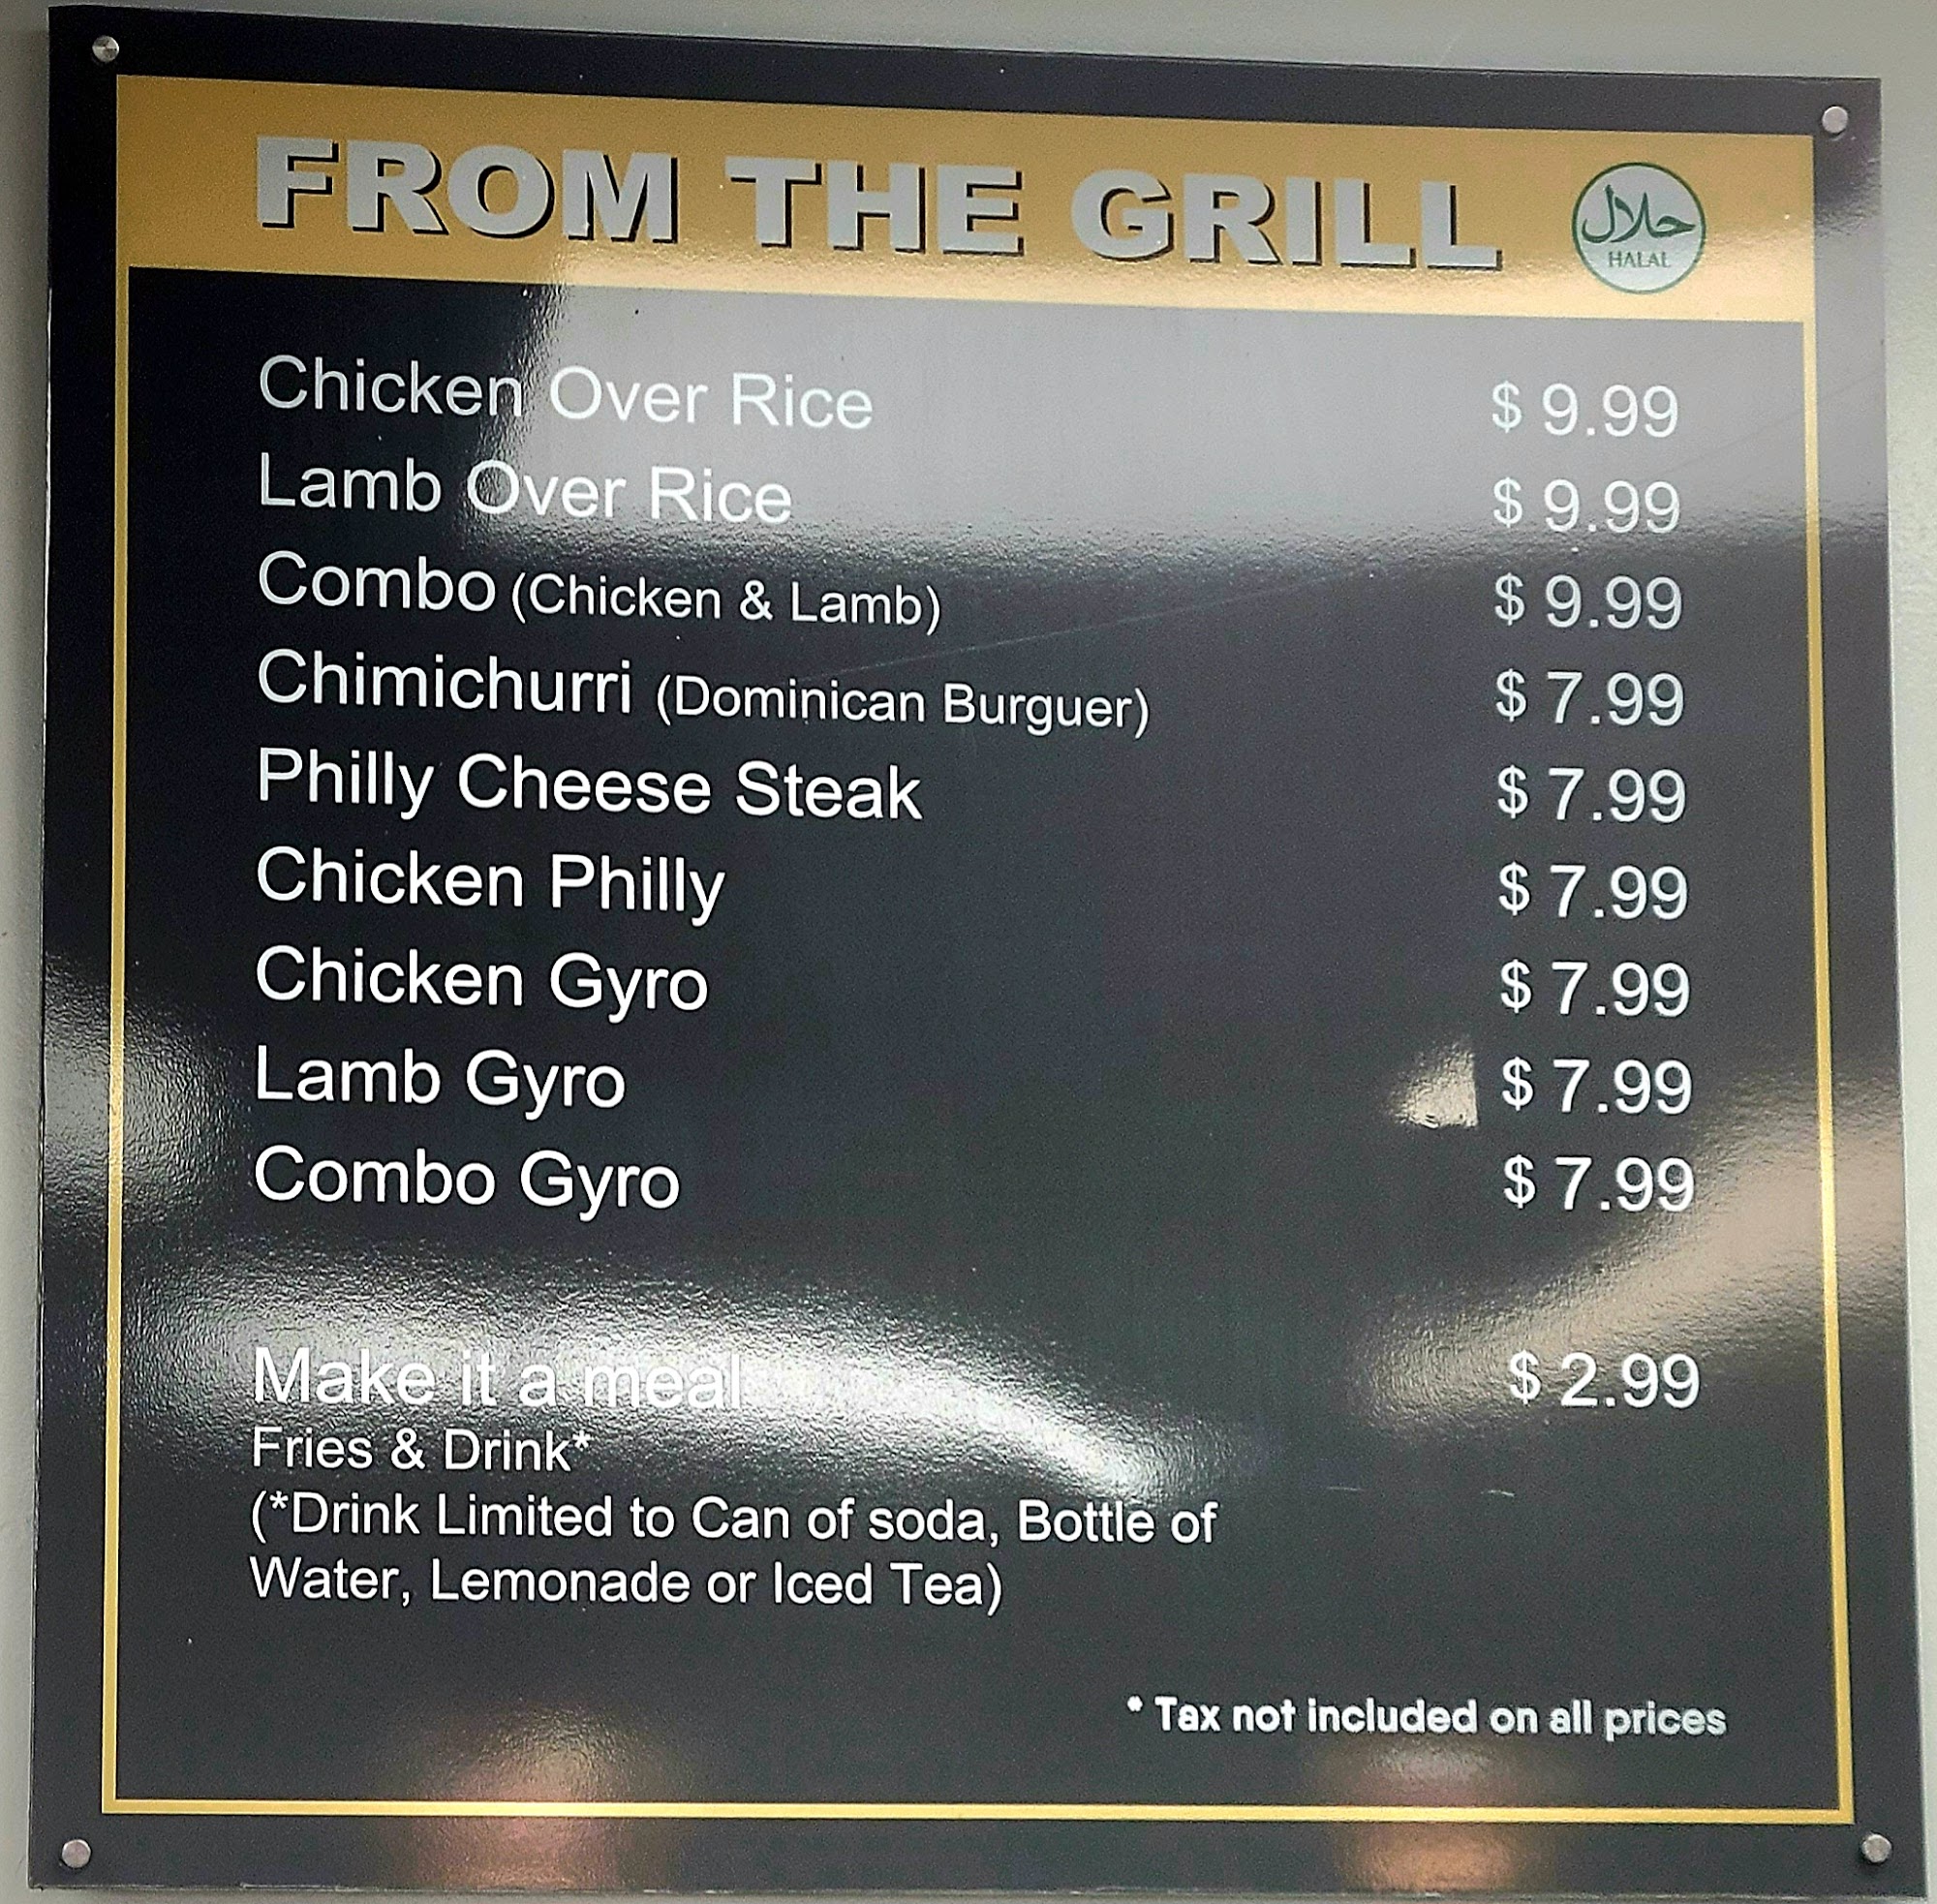 FROM THE GRILL
حلال
HALAL
Chicken Over Rice $ 9.99
Lamb Over Rice $ 9.99
Combo (Chicken & Lamb) $ 9.99
Chimichurri (Dominican Burguer) $ 7.99
Philly Cheese Steak $ 7.99
Chicken Philly $ 7.99
Chicken Gyro $ 7.99
Lamb Gyro $ 7.99
Combo Gyro $ 7.99
Make it a meal $ 2.99
Fries & Drink*
(*Drink Limited to Can of soda, Bottle of
Water, Lemonade or Iced Tea)
* Tax not included on all prices